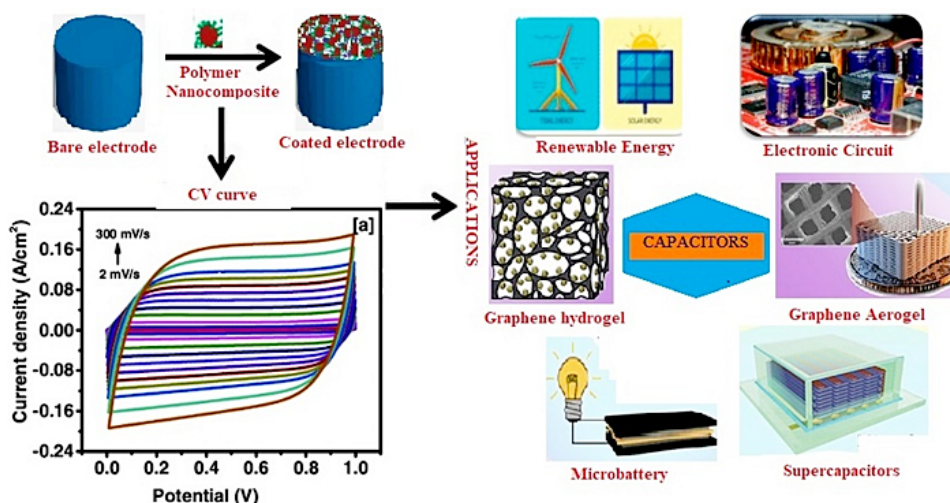 Polymer
Nanocomposite
Bare electrode
Coated electrode
CV curve
[a]
300 mV/s
2 mV/s
Current density (A/cm²)
0.24
0.16
0.08
0.00
-0.08
-0.16
-0.24
0.0
0.2
0.4
0.6
0.8
1.0
Potential (V)
APPLICATIONS
SOLAR ENERGY
Renewable Energy
Electronic Circuit
CAPACITORS
Graphene hydrogel
Graphene Aerogel
Microbattery
Supercapacitors